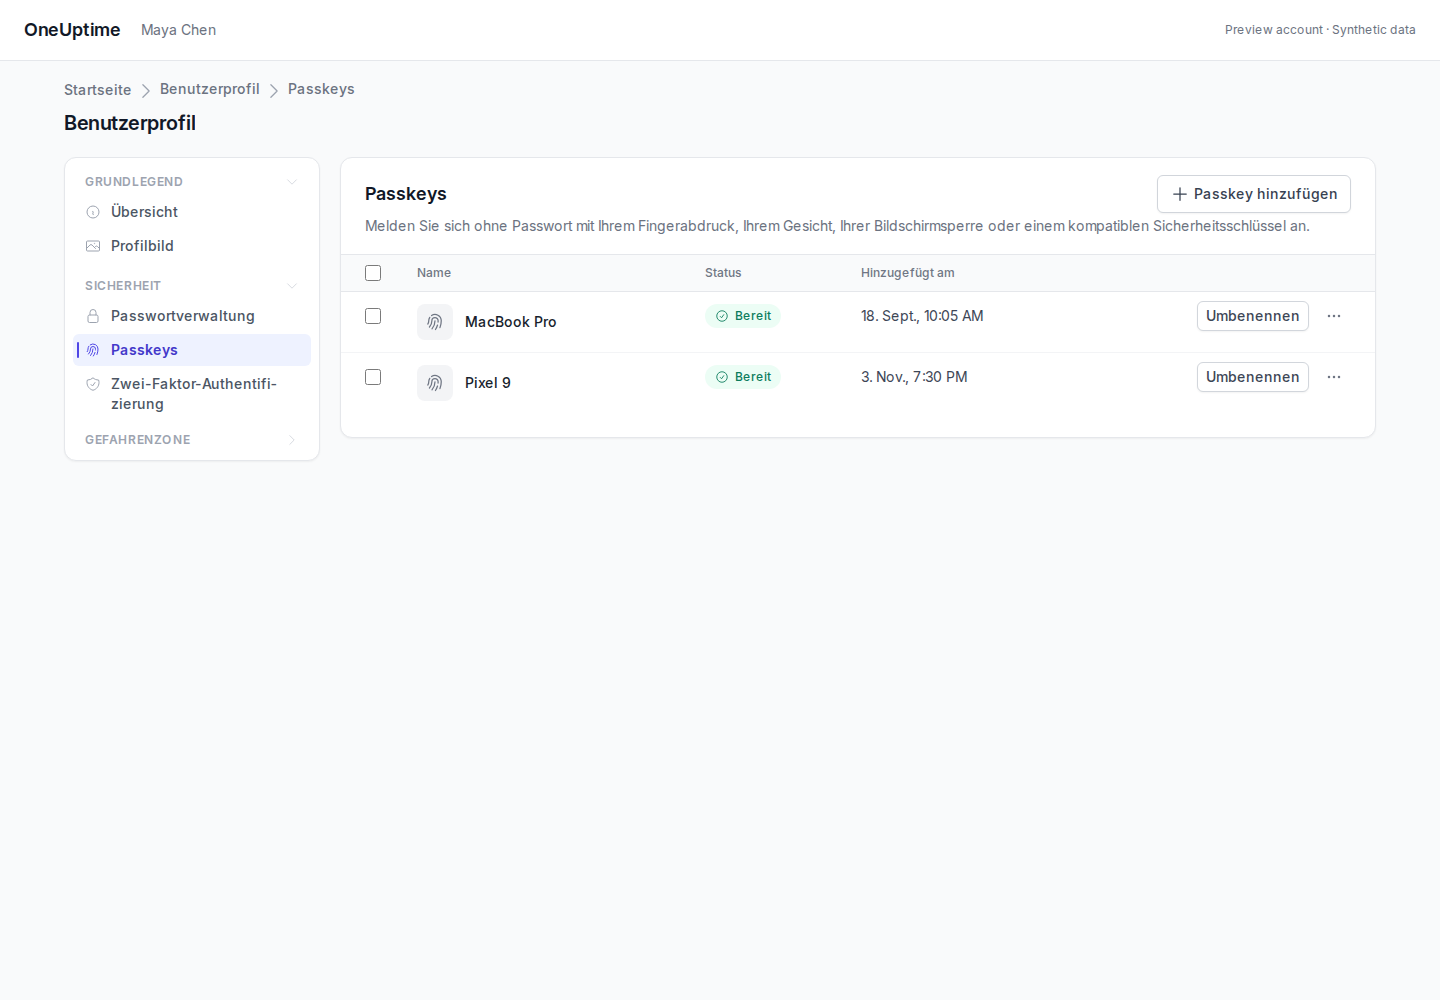 OneUptime Maya Chen Preview account · Synthetic data
Startseite Benutzerprofil Passkeys
Benutzerprofil
GRUNDLEGEND
Übersicht
Profilbild
SICHERHEIT
Passwortverwaltung
Passkeys
Zwei-Faktor-Authentifi-
zierung
GEFAHRENZONE
Passkeys
Passkey hinzufügen
Melden Sie sich ohne Passwort mit Ihrem Fingerabdruck, Ihrem Gesicht, Ihrer Bildschirmsperre oder einem kompatiblen Sicherheitsschlüssel an.
Name Status Hinzugefügt am
MacBook Pro Bereit 18. Sept., 10:05 AM Umbenennen
Pixel 9 Bereit 3. Nov., 7:30 PM Umbenennen